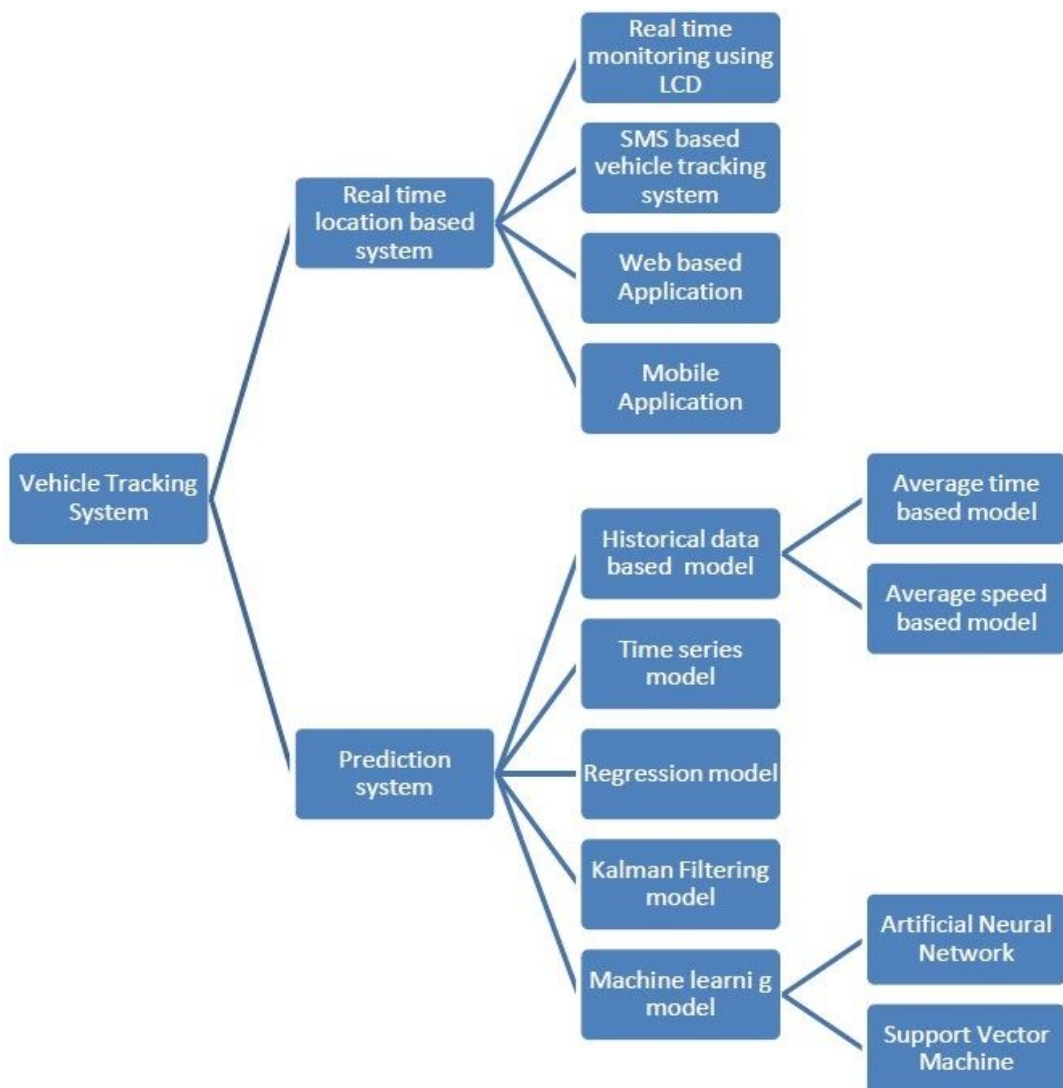 Real time
monitoring using
LCD
SMS based
vehicle tracking
system
Real time
location based
system
Web based
Application
Mobile
Application
Vehicle Tracking
System
Average time
based model
Historical data
based model
Average speed
based model
Time series
model
Prediction
system
Regression model
Kalman Filtering
model
Artificial Neural
Network
Machine learni g
model
Support Vector
Machine